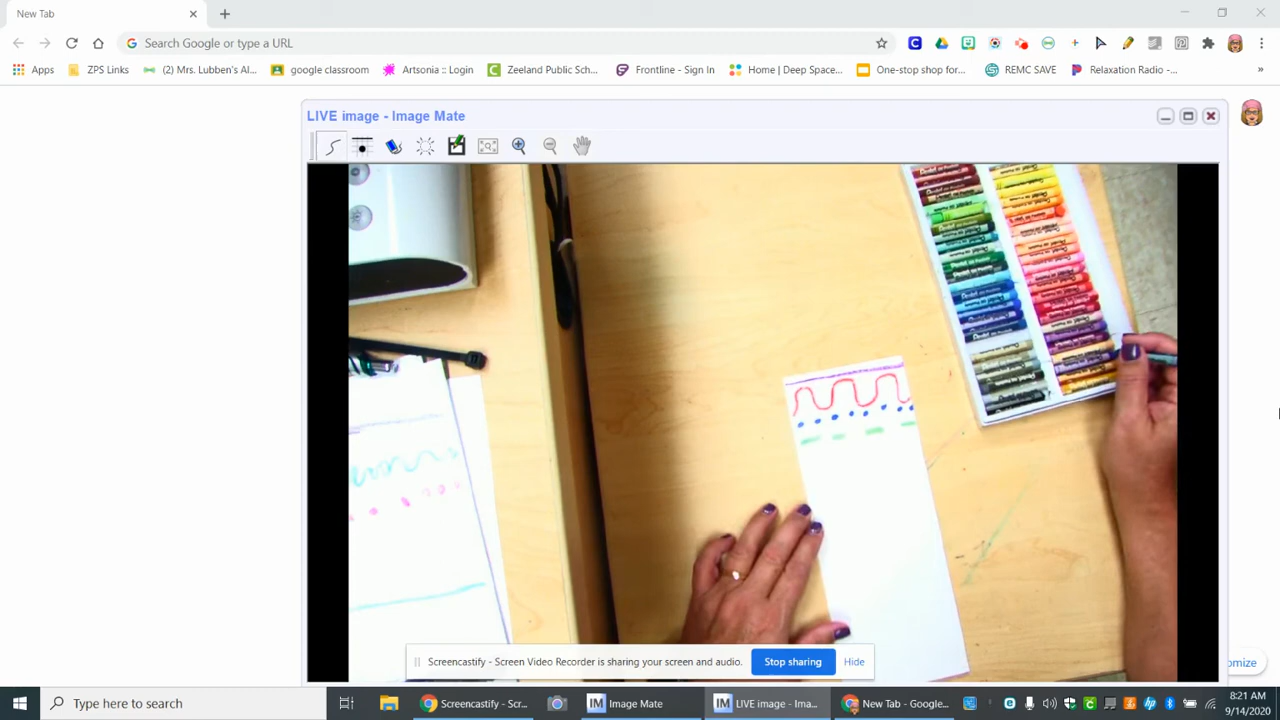 New Tab
Search Google or type a URL
Apps
ZPS Links
(2) Mrs. Lubben's Al...
google classroom
Artsonia :: Login
Zeeland Public Sch...
Frontline - Sign In
Home | Deep Space...
One-stop shop for...
REMC SAVE
Relaxation Radio -...
»
LIVE image - Image Mate
Screencastify - Screen Video Recorder is sharing your screen and audio.
Stop sharing
Hide
omize
Type here to search
Screencastify - Scr...
IM
Image Mate
IM
LIVE image - Ima...
New Tab - Google...
8:21 AM
9/14/2020